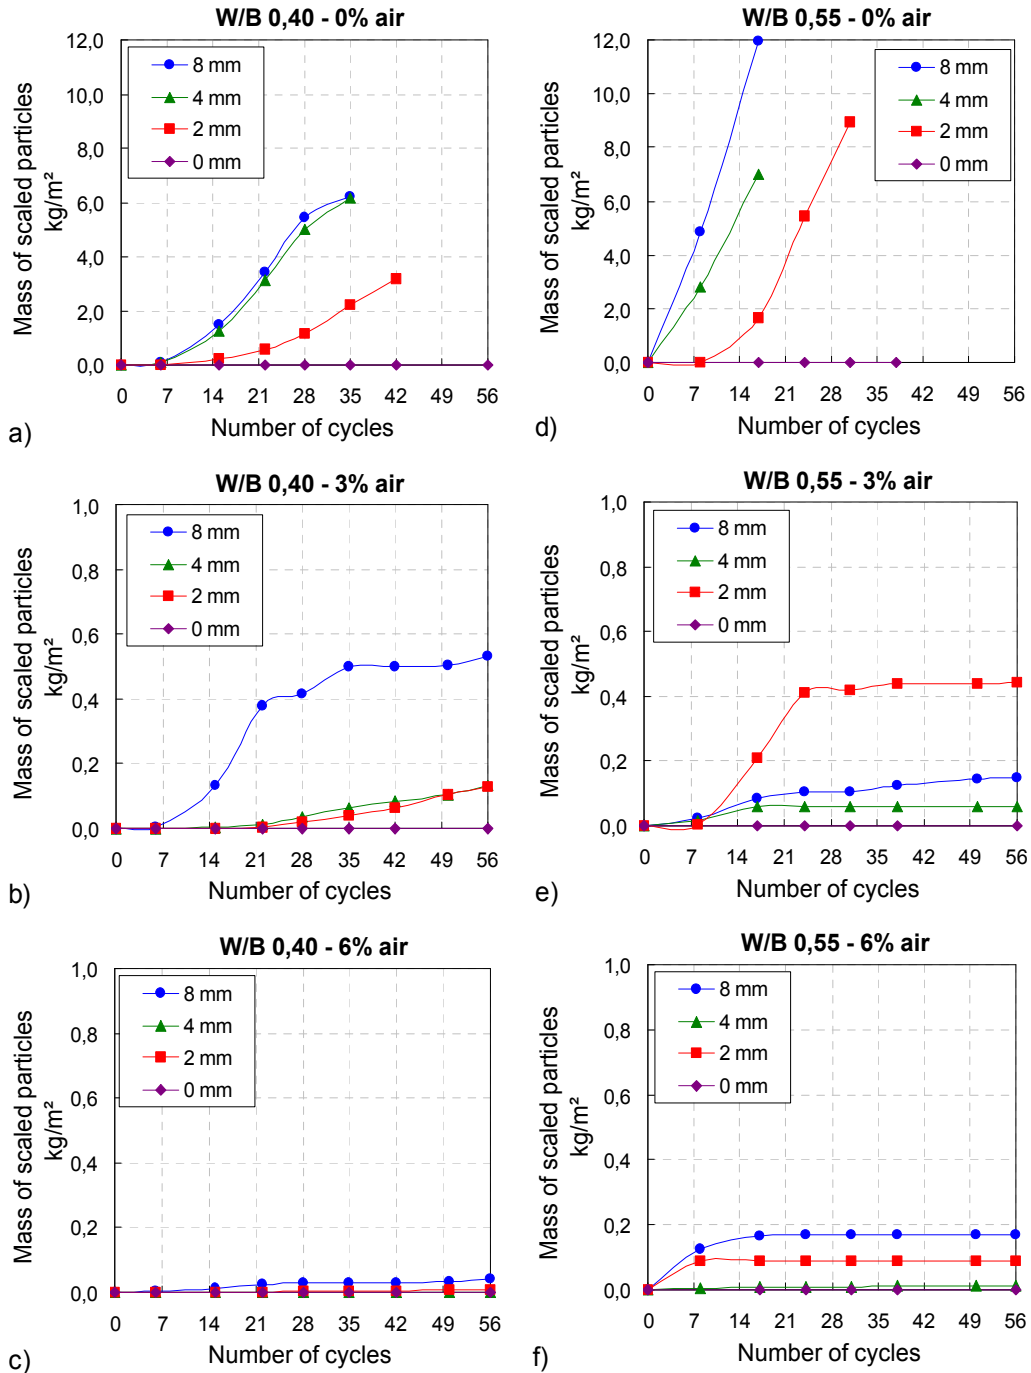 W/B 0,40 - 0% air
12,0
10,0
8,0
6,0
4,0
2,0
0,0
8 mm
4 mm
2 mm
0 mm
Mass of scaled particles
kg/m²
0 7 14 21 28 35 42 49 56
Number of cycles
a)
W/B 0,55 - 0% air
12,0
10,0
8,0
6,0
4,0
2,0
0,0
8 mm
4 mm
2 mm
0 mm
Mass of scaled particles
kg/m²
0 7 14 21 28 35 42 49 56
Number of cycles
d)
W/B 0,40 - 3% air
1,0
0,8
0,6
0,4
0,2
0,0
8 mm
4 mm
2 mm
0 mm
Mass of scaled particles
kg/m²
0 7 14 21 28 35 42 49 56
Number of cycles
b)
W/B 0,55 - 3% air
1,0
0,8
0,6
0,4
0,2
0,0
8 mm
4 mm
2 mm
0 mm
Mass of scaled particles
kg/m²
0 7 14 21 28 35 42 49 56
Number of cycles
e)
W/B 0,40 - 6% air
1,0
0,8
0,6
0,4
0,2
0,0
8 mm
4 mm
2 mm
0 mm
Mass of scaled particles
kg/m²
0 7 14 21 28 35 42 49 56
Number of cycles
c)
W/B 0,55 - 6% air
1,0
0,8
0,6
0,4
0,2
0,0
8 mm
4 mm
2 mm
0 mm
Mass of scaled particles
kg/m²
0 7 14 21 28 35 42 49 56
Number of cycles
f)